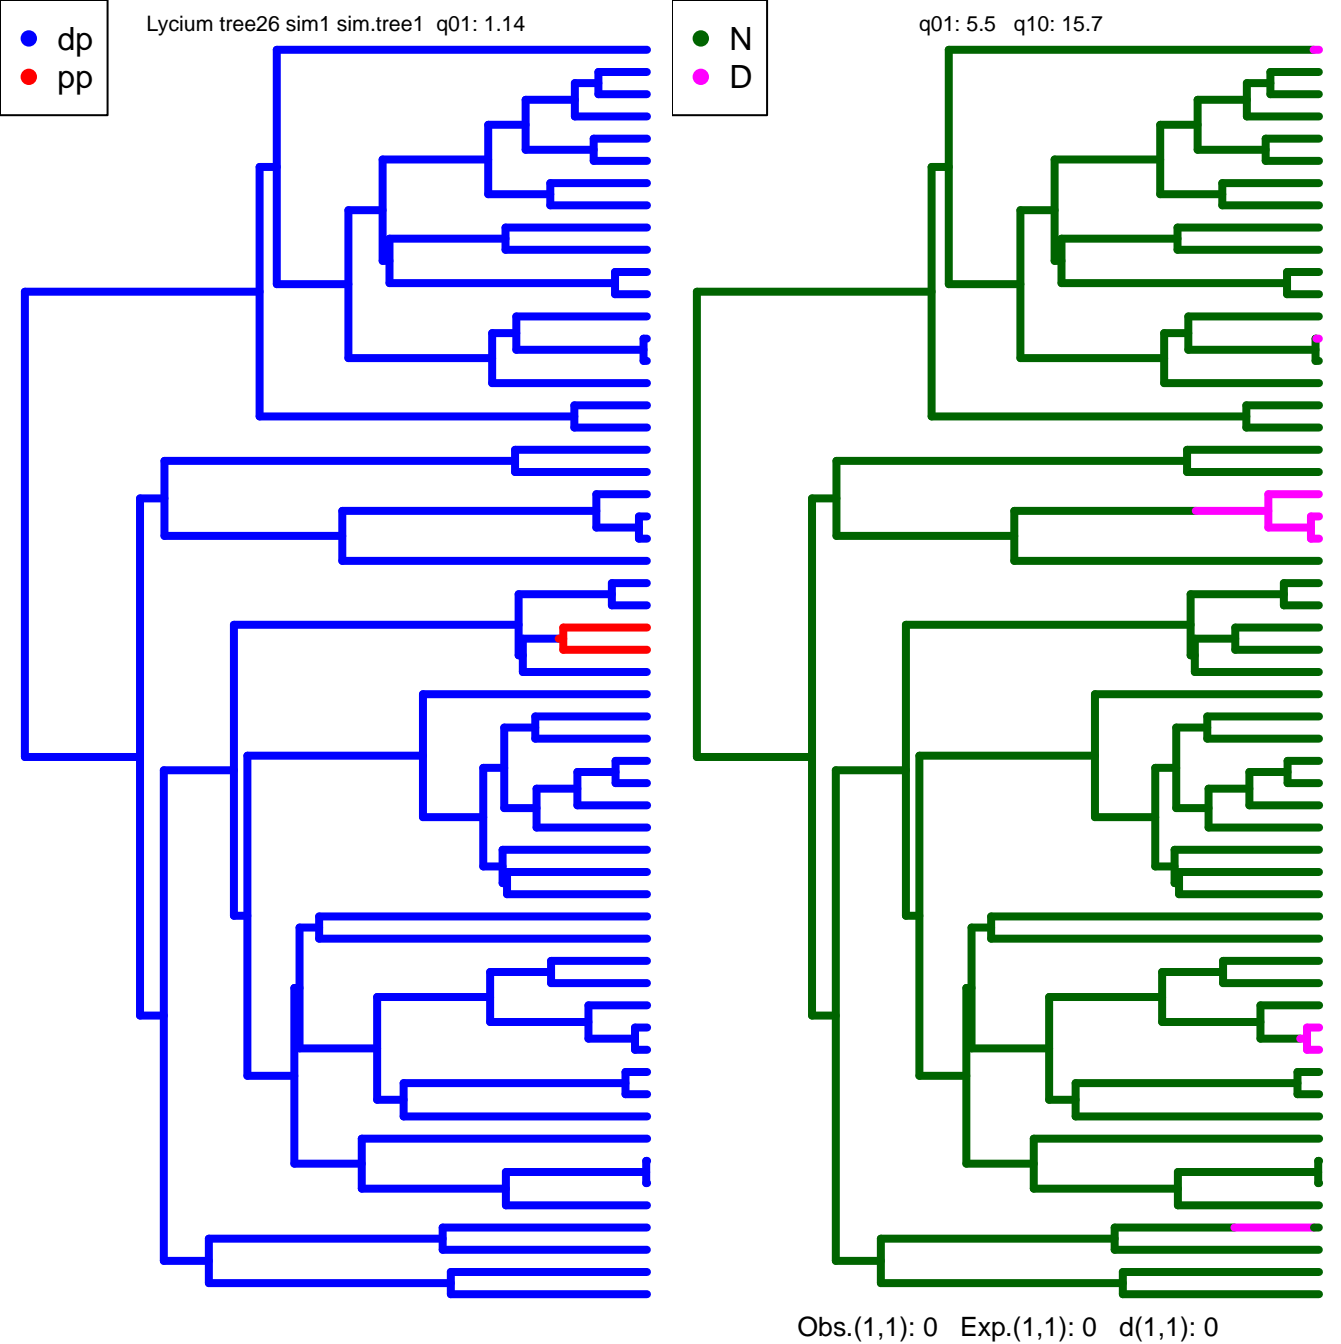 Lycium tree26 sim1 sim.tree1 q01: 1.14
dp
pp
q01: 5.5 q10: 15.7
N
D
Obs.(1,1): 0 Exp.(1,1): 0 d(1,1): 0